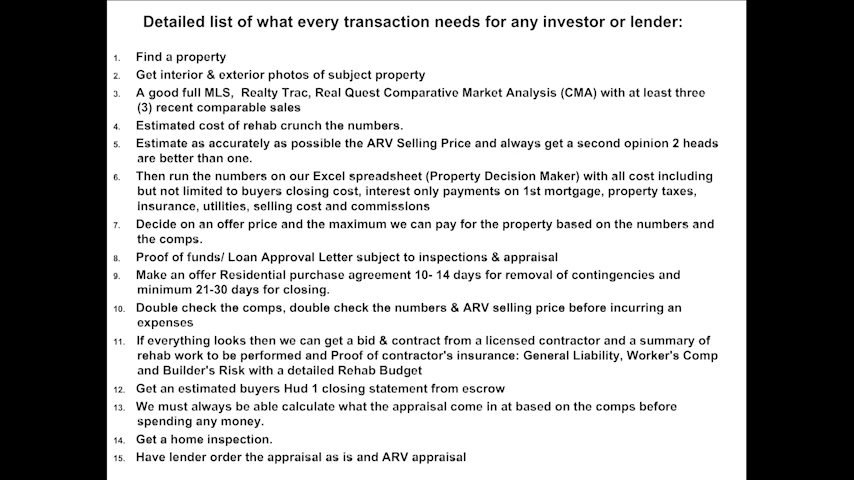 Detailed list of what every transaction needs for any investor or lender:
1. Find a property
2. Get interior & exterior photos of subject property
3. A good full MLS, Realty Trac, Real Quest Comparative Market Analysis (CMA) with at least three
(3) recent comparable sales
4. Estimated cost of rehab crunch the numbers.
5. Estimate as accurately as possible the ARV Selling Price and always get a second opinion 2 heads
are better than one.
6. Then run the numbers on our Excel spreadsheet (Property Decision Maker) with all cost including
but not limited to buyers closing cost, interest only payments on 1st mortgage, property taxes,
insurance, utilities, selling cost and commissions
7. Decide on an offer price and the maximum we can pay for the property based on the numbers and
the comps.
8. Proof of funds/ Loan Approval Letter subject to inspections & appraisal
9. Make an offer Residential purchase agreement 10- 14 days for removal of contingencies and
minimum 21-30 days for closing.
10. Double check the comps, double check the numbers & ARV selling price before incurring an
expenses
11. If everything looks then we can get a bid & contract from a licensed contractor and a summary of
rehab work to be performed and Proof of contractor's insurance: General Liability, Worker's Comp
and Builder's Risk with a detailed Rehab Budget
12. Get an estimated buyers Hud 1 closing statement from escrow
13. We must always be able calculate what the appraisal come in at based on the comps before
spending any money.
14. Get a home inspection.
15. Have lender order the appraisal as is and ARV appraisal